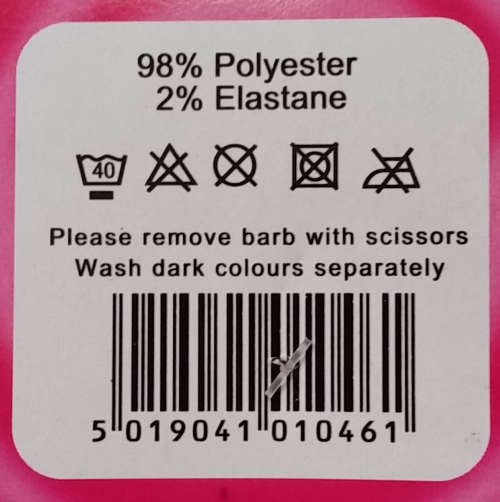 98% Polyester
2% Elastane
40
Please remove barb with scissors
Wash dark colours separately
5 019041 010461